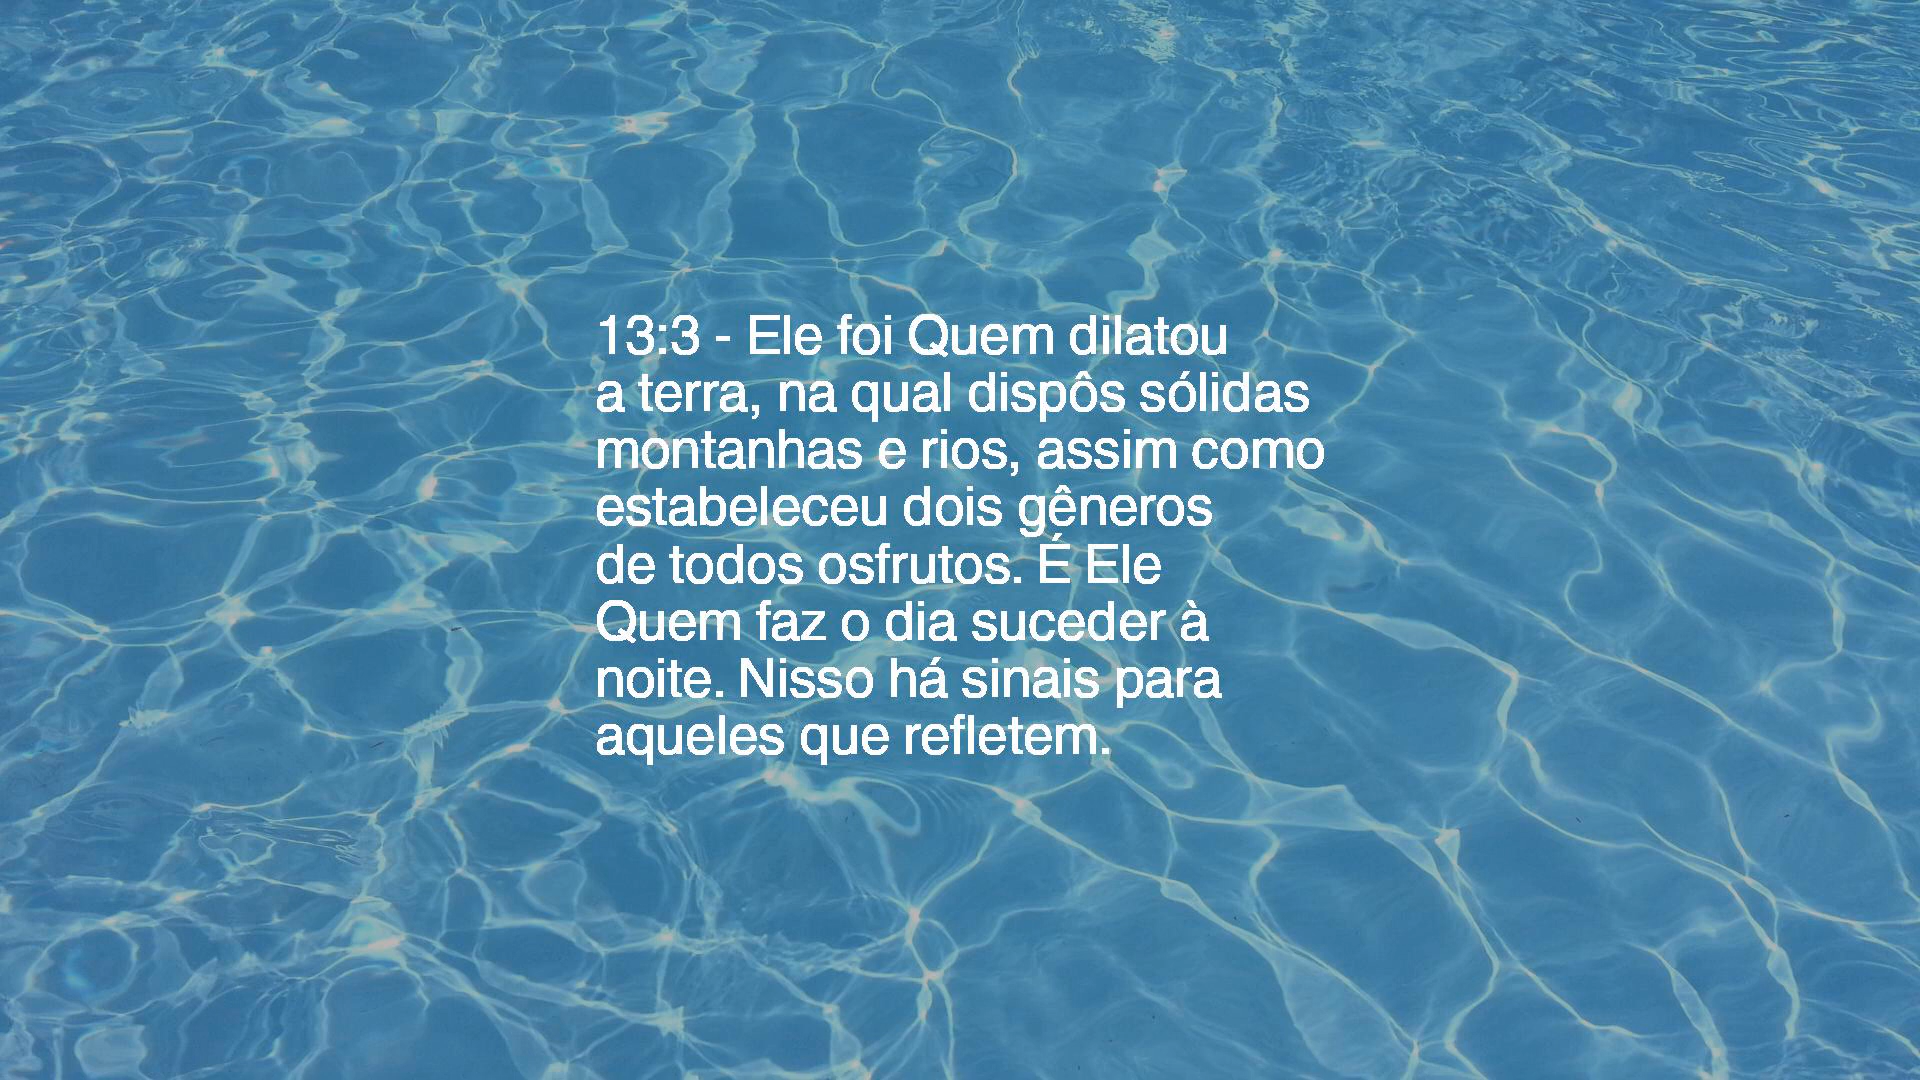 13:3 - Ele foi Quem dilatou
a terra, na qual dispôs sólidas
montanhas e rios, assim como
estabeleceu dois gêneros
de todos osfrutos. É Ele
Quem faz o dia suceder à
noite. Nisso há sinais para
aqueles que refletem.